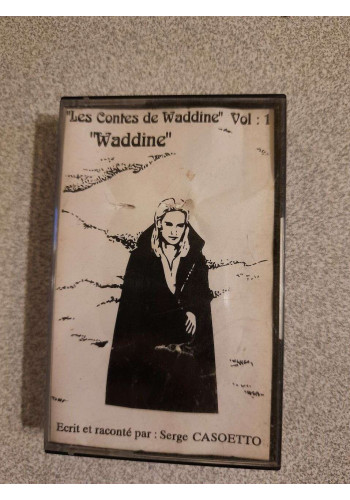 "Les Contes de Waddine" Vol : 1
"Waddine"
Ecrit et raconté par : Serge CASOETTO